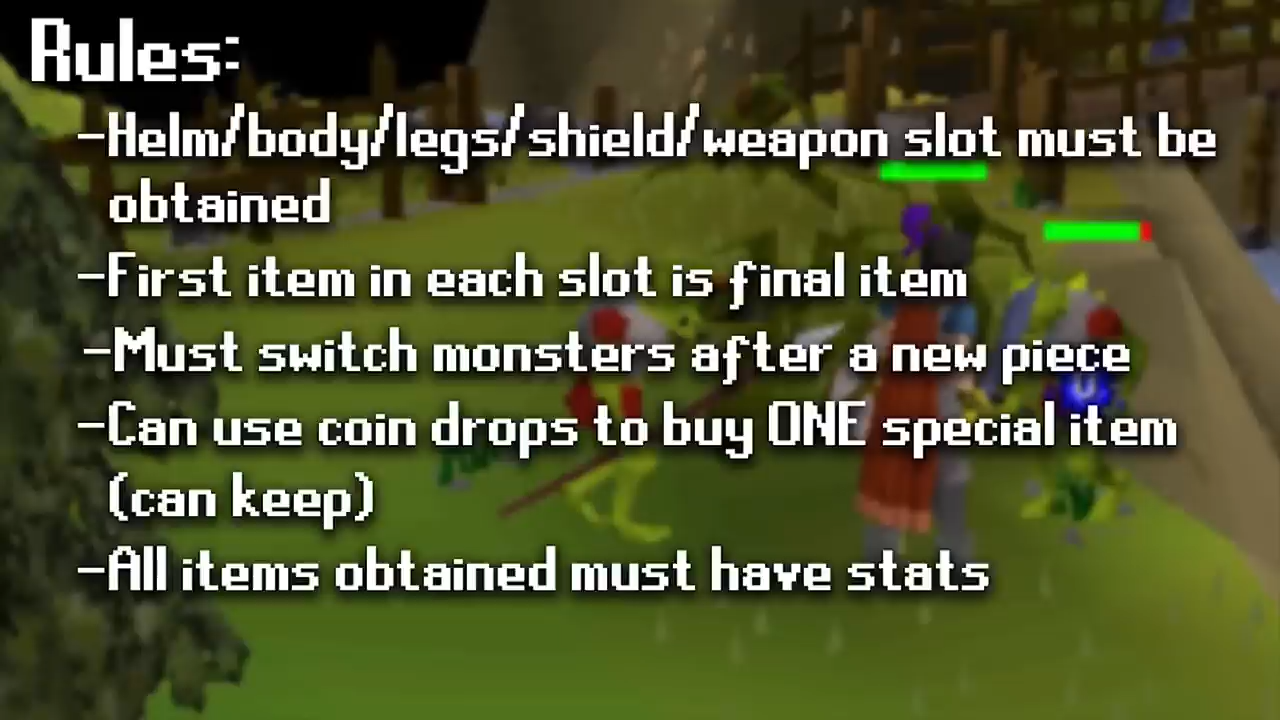 Rules:
-Helm/body/legs/shield/weapon slot must be
obtained
-First item in each slot is final item
-Must switch monsters after a new piece
-Can use coin drops to buy ONE special item
(can keep)
-All items obtained must have stats